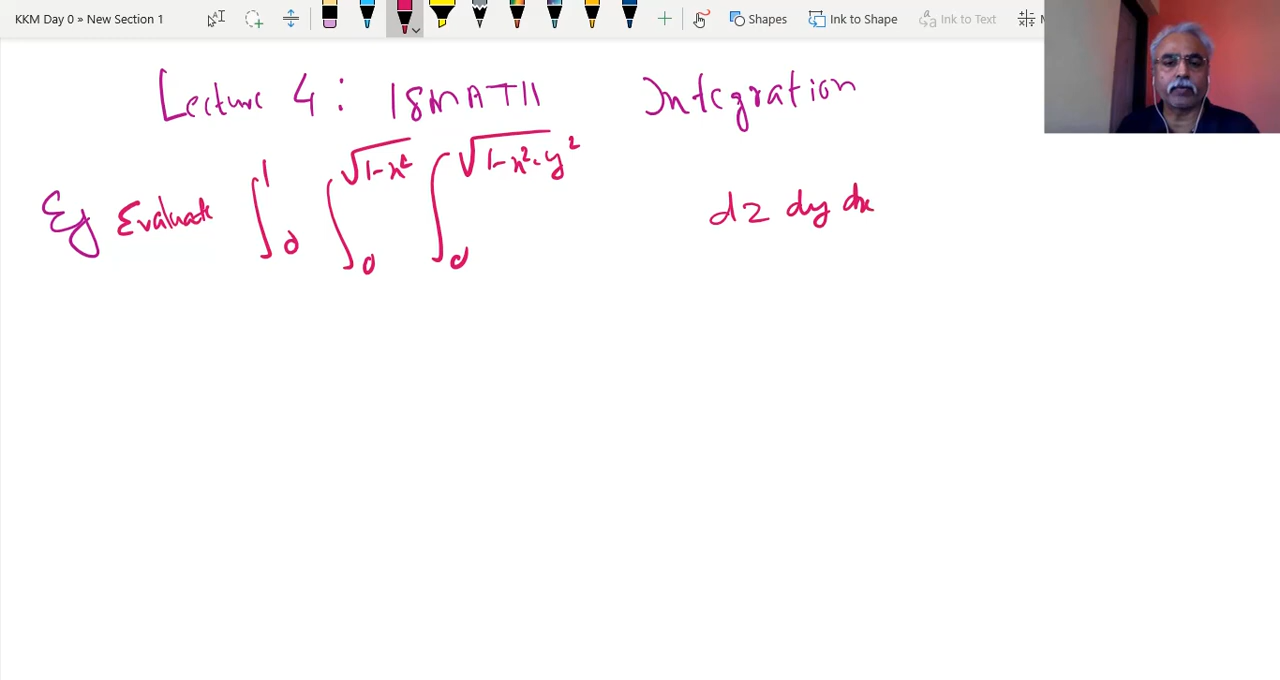 KKM Day 0 » New Section 1
Shapes Ink to Shape Ink to Text
Lecture 4 : 18MAT11 Integration
Eg Evaluate ∫₀¹ ∫₀^√(1-x²) ∫₀^√(1-x²-y²) dz dy dx